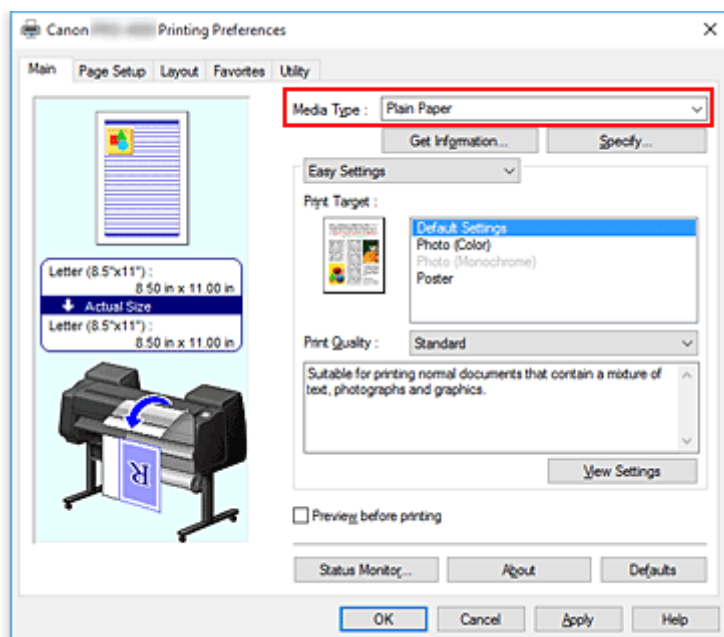 Canon Printing Preferences
Main Page Setup Layout Favorites Utility
Media Type : Plain Paper
Get Information... Specify...
Easy Settings
Print Target :
Default Settings
Photo (Color)
Photo (Monochrome)
Poster
Letter (8.5"x11") :
8.50 in x 11.00 in
Actual Size
Letter (8.5"x11") :
8.50 in x 11.00 in
Print Quality : Standard
Suitable for printing normal documents that contain a mixture of
text, photographs and graphics.
R
View Settings
Preview before printing
Status Monitor... About Defaults
OK Cancel Apply Help